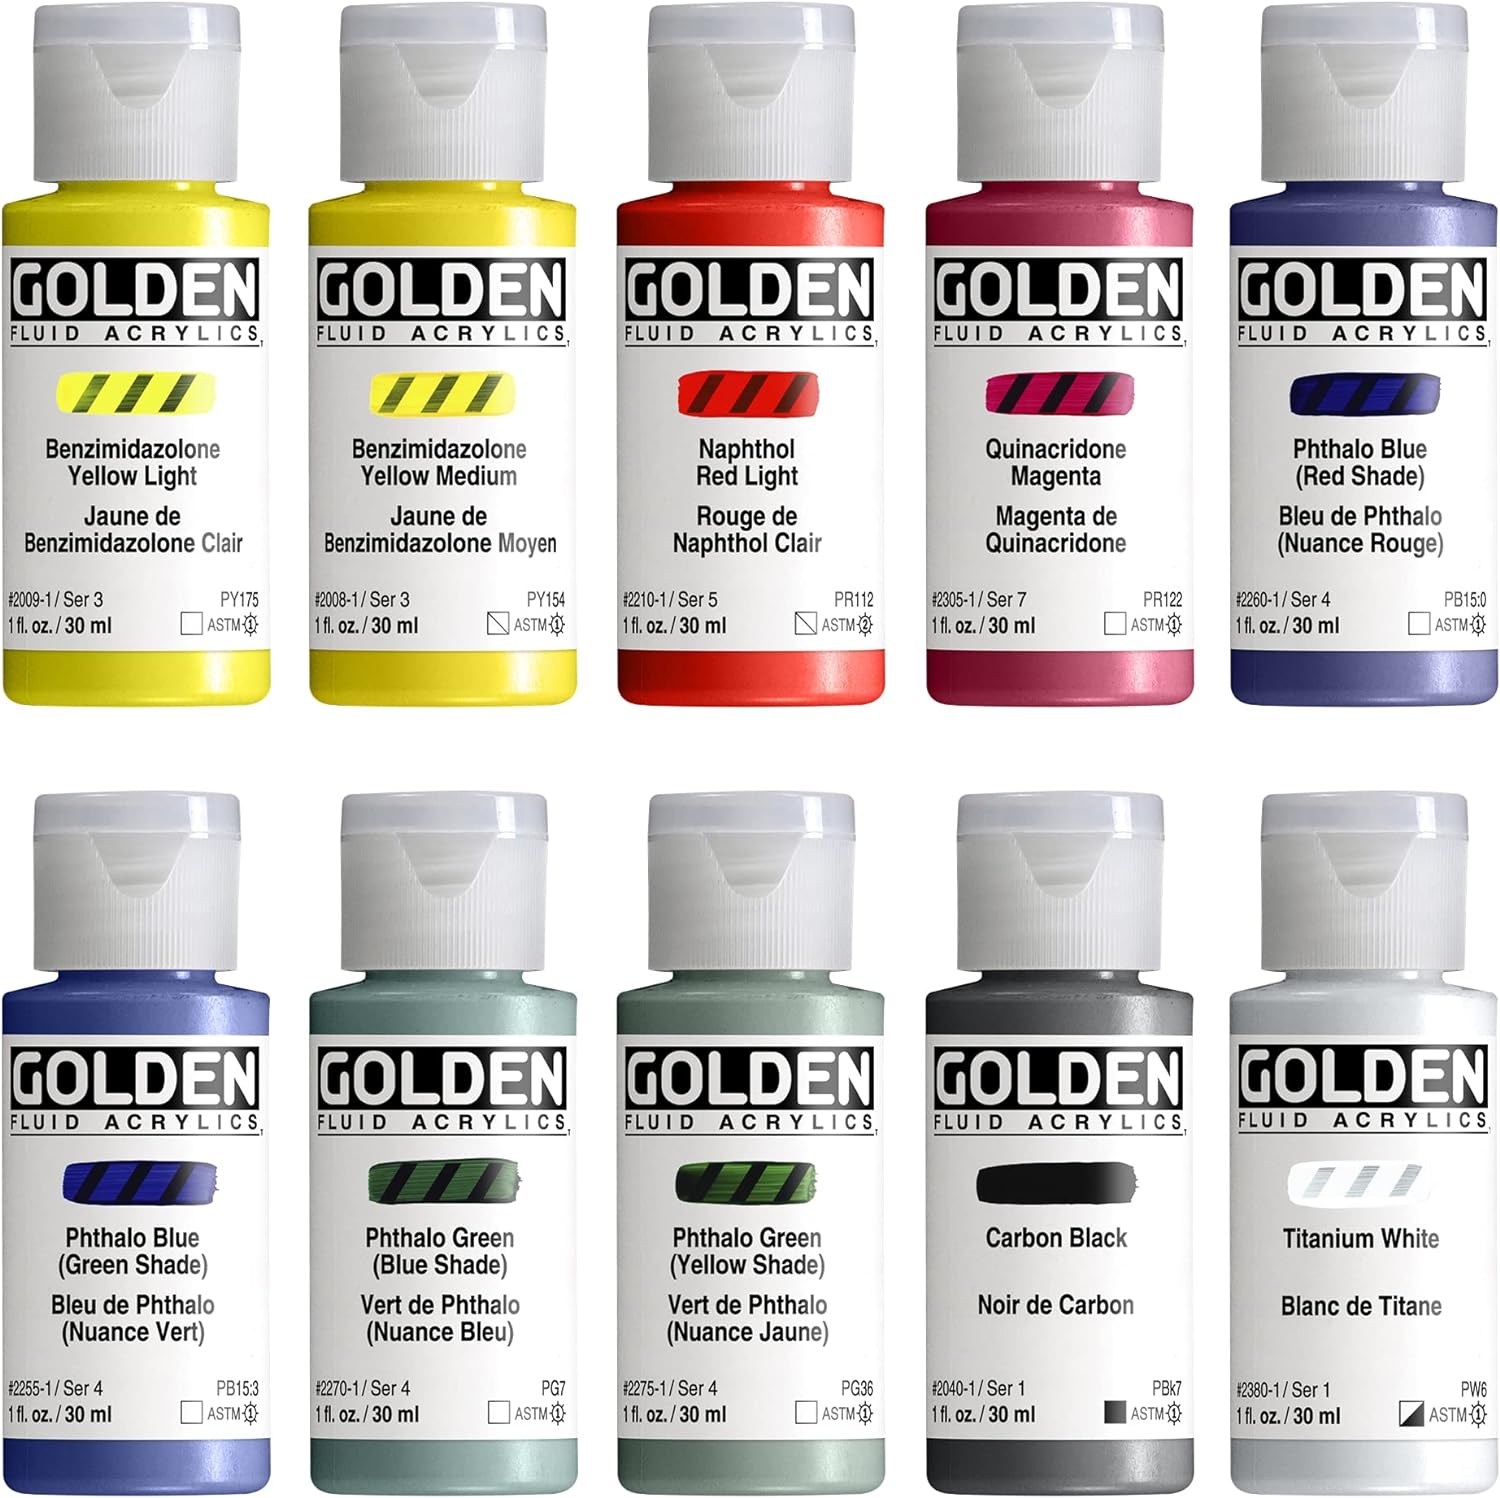 GOLDEN
FLUID ACRYLICS
Benzimidazolone
Yellow Light
Jaune de
Benzimidazolone Clair
#2009-1 / Ser 3 PY175
1 fl. oz. / 30 ml ASTM 1
GOLDEN
FLUID ACRYLICS
Benzimidazolone
Yellow Medium
Jaune de
Benzimidazolone Moyen
#2008-1 / Ser 3 PY154
1 fl. oz. / 30 ml ASTM 1
GOLDEN
FLUID ACRYLICS
Naphthol
Red Light
Rouge de
Naphthol Clair
#2210-1 / Ser 5 PR112
1 fl. oz. / 30 ml ASTM 2
GOLDEN
FLUID ACRYLICS
Quinacridone
Magenta
Magenta de
Quinacridone
#2305-1 / Ser 7 PR122
1 fl. oz. / 30 ml ASTM 1
GOLDEN
FLUID ACRYLICS
Phthalo Blue
(Red Shade)
Bleu de Phthalo
(Nuance Rouge)
#2260-1 / Ser 4 PB15:0
1 fl. oz. / 30 ml ASTM 1
GOLDEN
FLUID ACRYLICS
Phthalo Blue
(Green Shade)
Bleu de Phthalo
(Nuance Vert)
#2255-1 / Ser 4 PB15:3
1 fl. oz. / 30 ml ASTM 1
GOLDEN
FLUID ACRYLICS
Phthalo Green
(Blue Shade)
Vert de Phthalo
(Nuance Bleu)
#2270-1 / Ser 4 PG7
1 fl. oz. / 30 ml ASTM 1
GOLDEN
FLUID ACRYLICS
Phthalo Green
(Yellow Shade)
Vert de Phthalo
(Nuance Jaune)
#2275-1 / Ser 4 PG36
1 fl. oz. / 30 ml ASTM 1
GOLDEN
FLUID ACRYLICS
Carbon Black
Noir de Carbon
#2040-1 / Ser 1 PBk7
1 fl. oz. / 30 ml ASTM 1
GOLDEN
FLUID ACRYLICS
Titanium White
Blanc de Titane
#2380-1 / Ser 1 PW6
1 fl. oz. / 30 ml ASTM 1